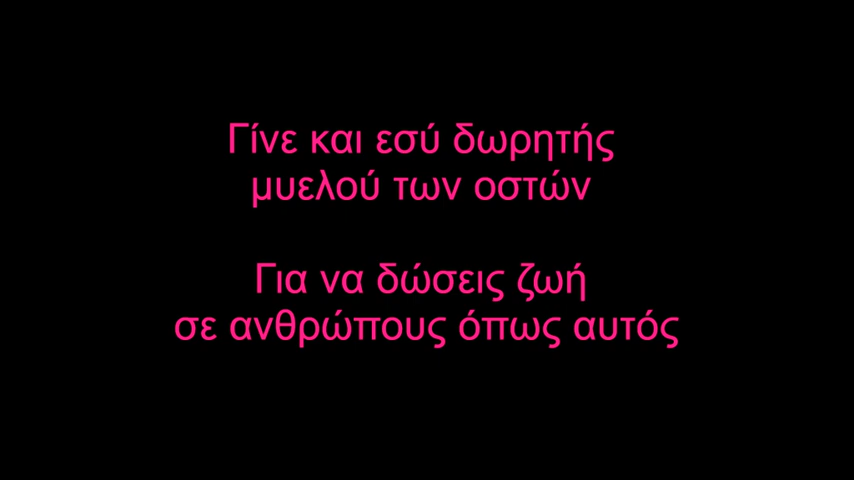 Γίνε και εσύ δωρητής
μυελού των οστών
Για να δώσεις ζωή
σε ανθρώπους όπως αυτός